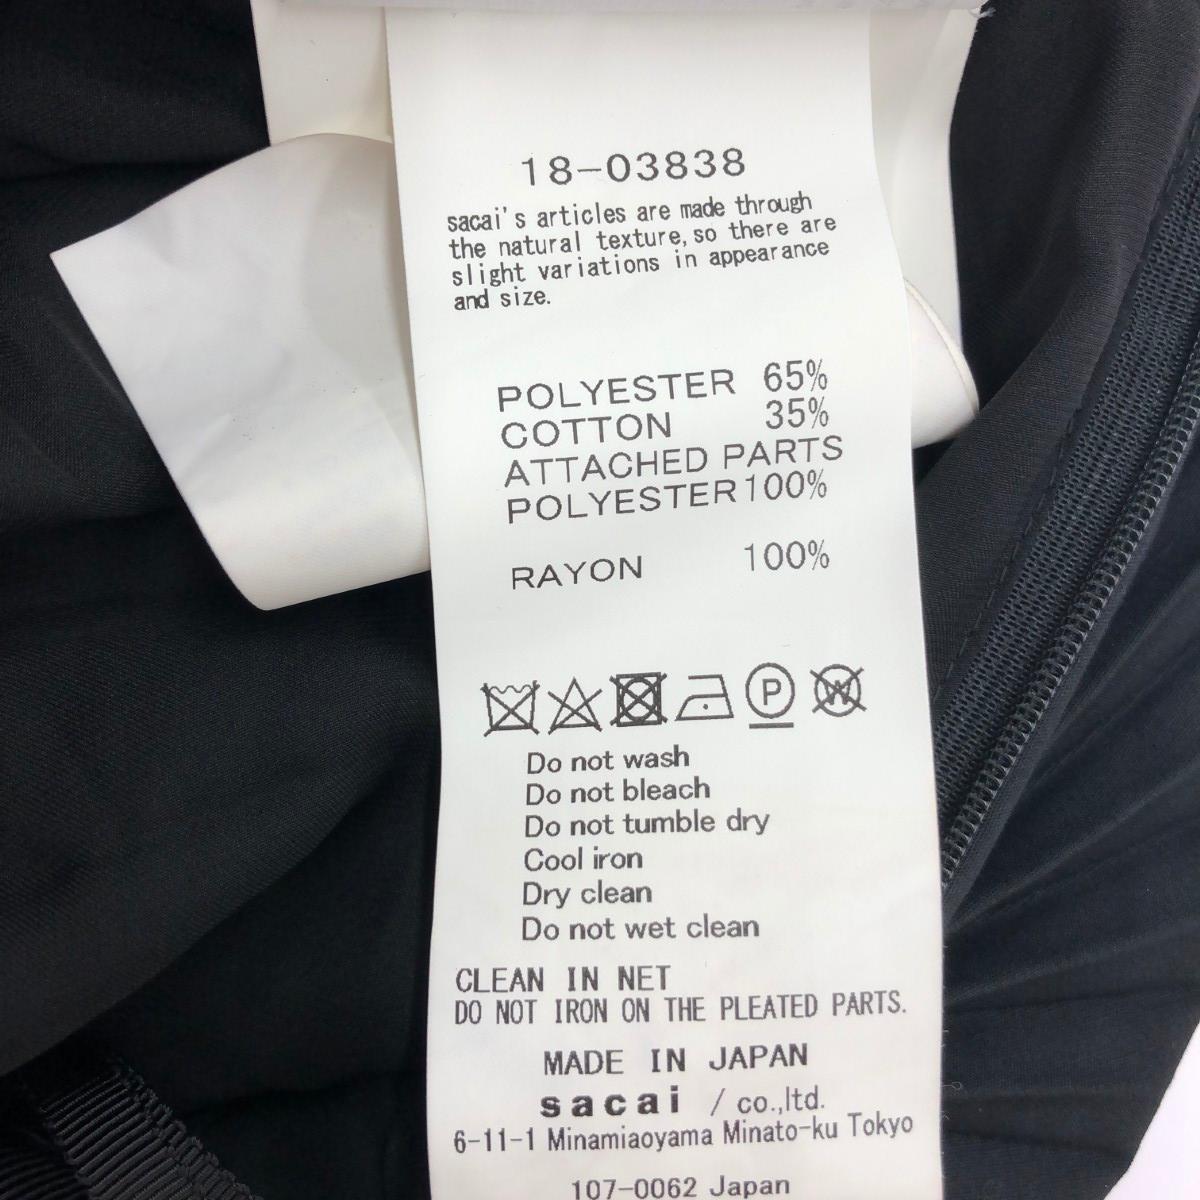 18-03838
sacai's articles are made through
the natural texture, so there are
slight variations in appearance
and size.
POLYESTER 65%
COTTON 35%
ATTACHED PARTS
POLYESTER 100%
RAYON 100%
P W
Do not wash
Do not bleach
Do not tumble dry
Cool iron
Dry clean
Do not wet clean
CLEAN IN NET
DO NOT IRON ON THE PLEATED PARTS.
MADE IN JAPAN
sacai / co.,ltd.
6-11-1 Minamiaoyama Minato-ku Tokyo
107-0062 Japan